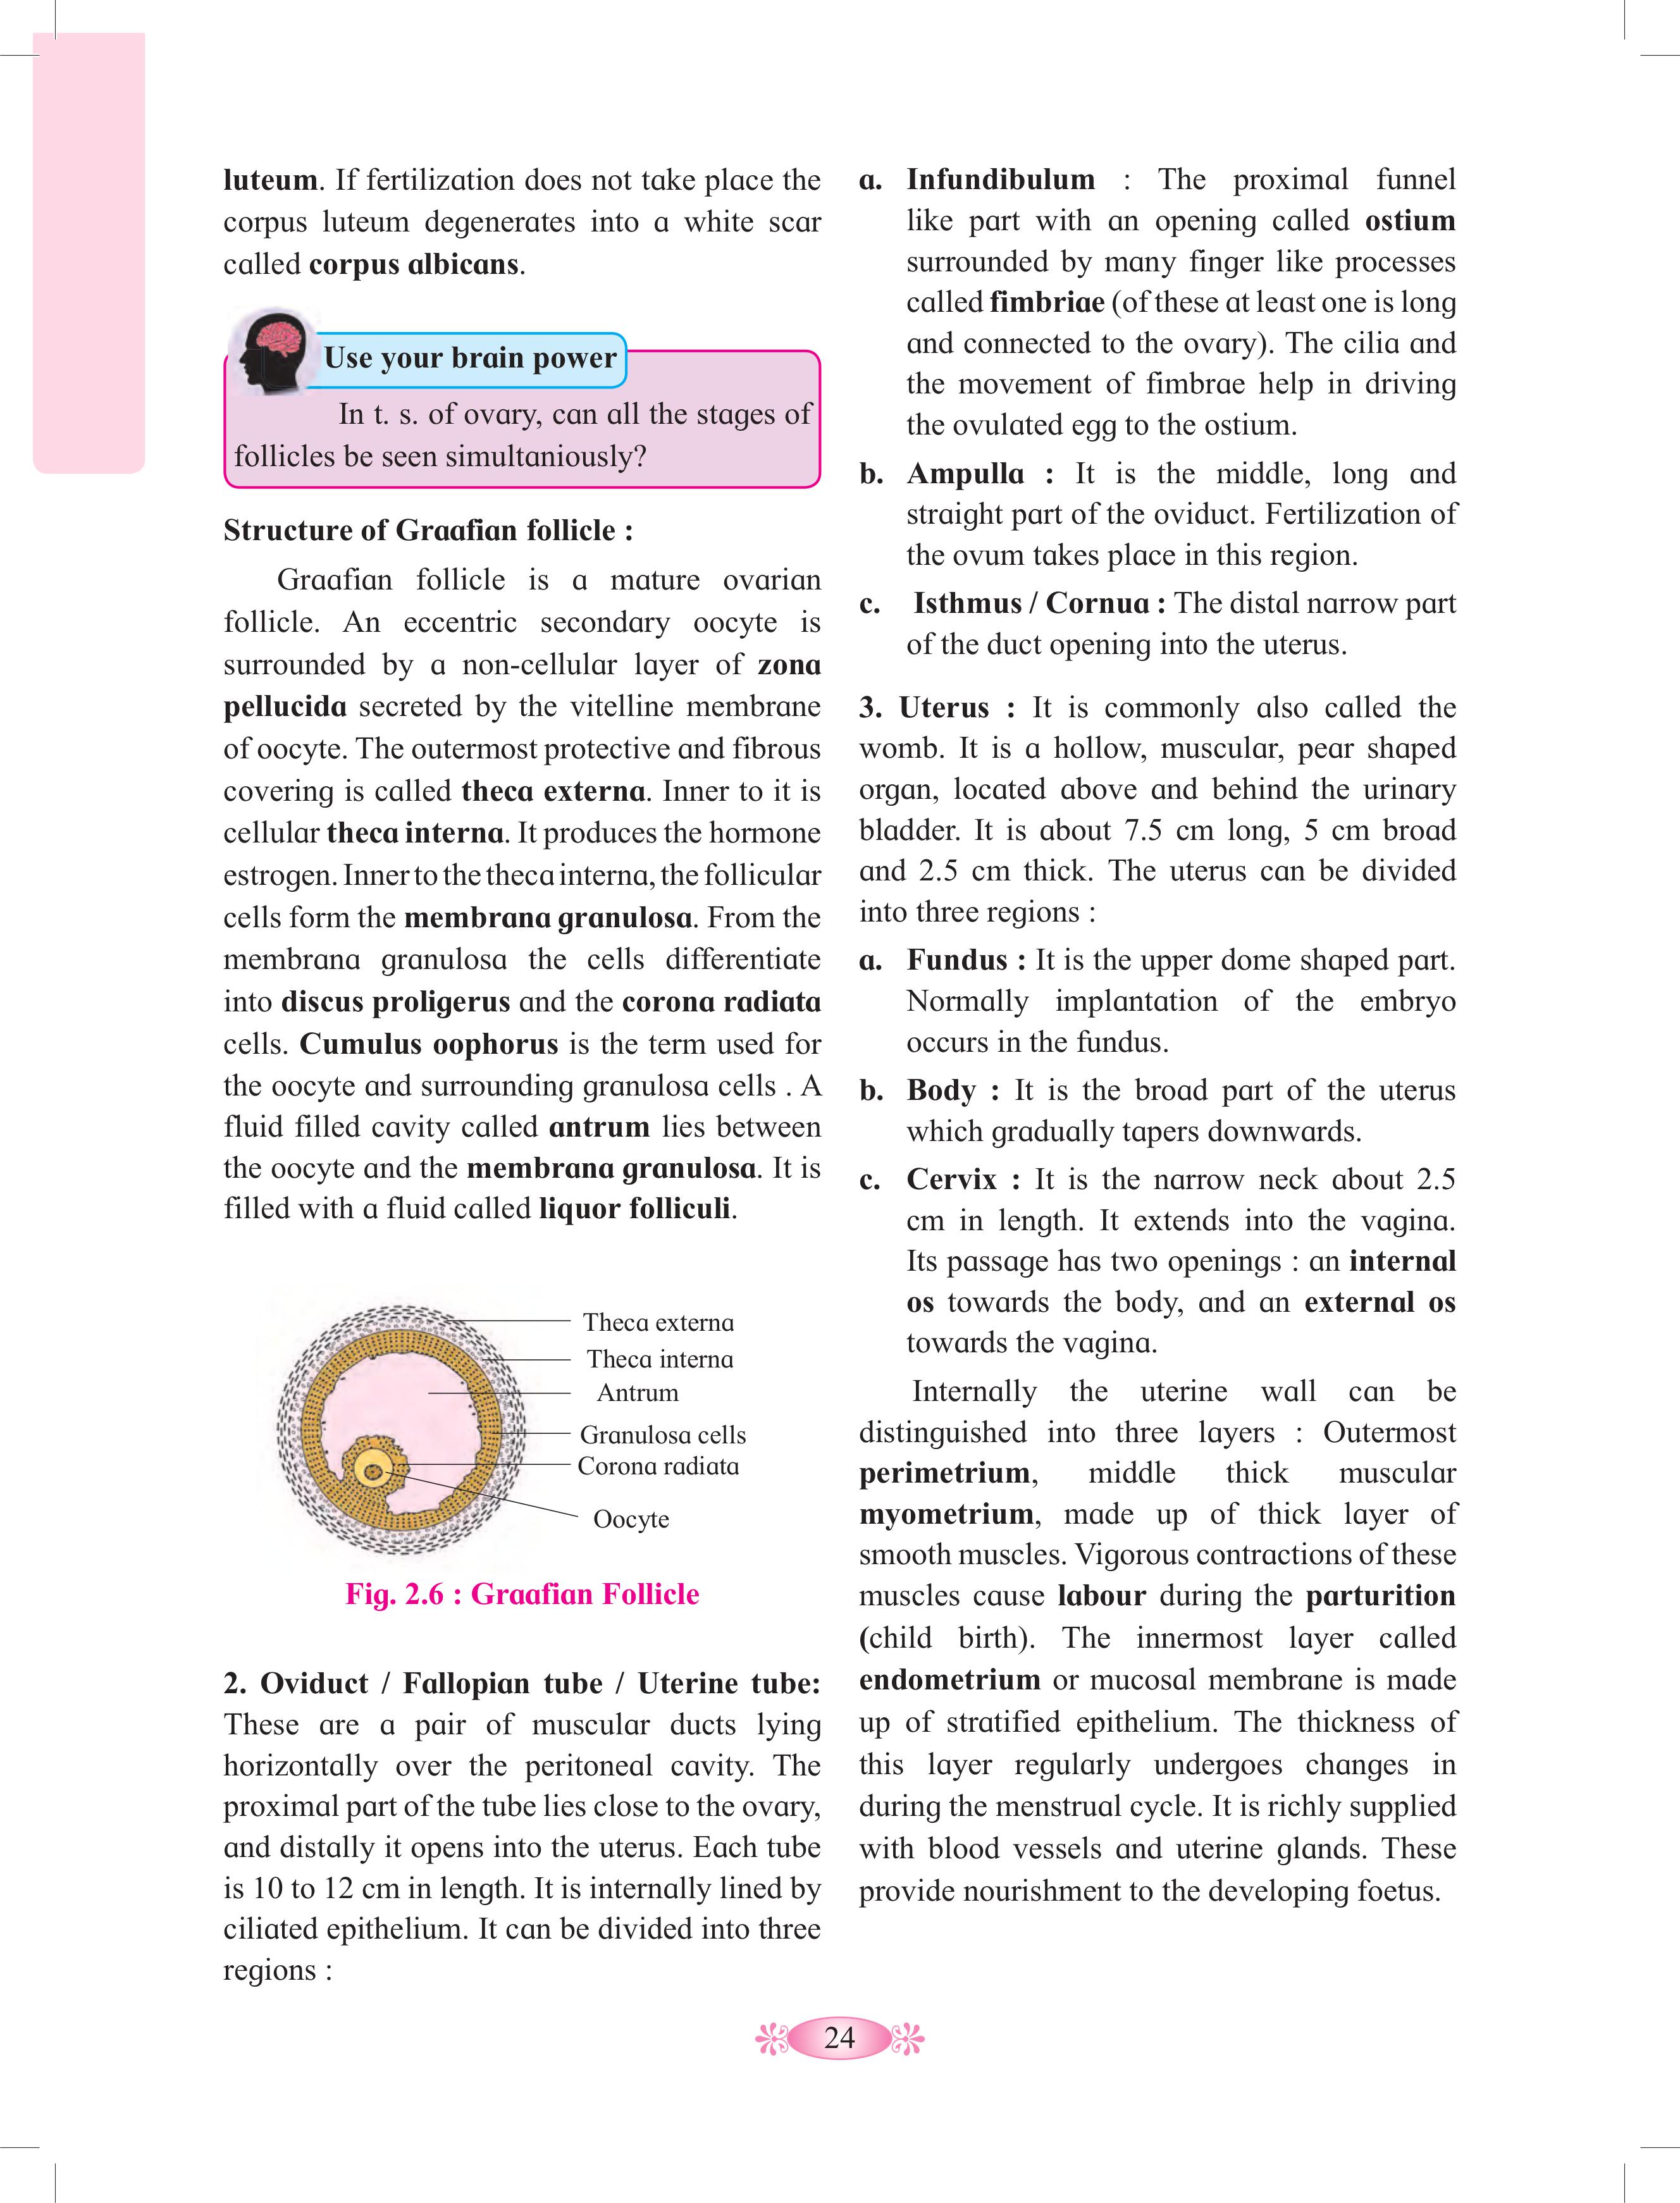 luteum. If fertilization does not take place the
corpus luteum degenerates into a white scar
called corpus albicans.
Use your brain power
In t. s. of ovary, can all the stages of
follicles be seen simultaniously?
Structure of Graafian follicle :
Graafian follicle is a mature ovarian
follicle. An eccentric secondary oocyte is
surrounded by a non-cellular layer of zona
pellucida secreted by the vitelline membrane
of oocyte. The outermost protective and fibrous
covering is called theca externa. Inner to it is
cellular theca interna. It produces the hormone
estrogen. Inner to the theca interna, the follicular
cells form the membrana granulosa. From the
membrana granulosa the cells differentiate
into discus proligerus and the corona radiata
cells. Cumulus oophorus is the term used for
the oocyte and surrounding granulosa cells . A
fluid filled cavity called antrum lies between
the oocyte and the membrana granulosa. It is
filled with a fluid called liquor folliculi.
Theca externa
Theca interna
Antrum
Granulosa cells
Corona radiata
Oocyte
Fig. 2.6 : Graafian Follicle
2. Oviduct / Fallopian tube / Uterine tube:
These are a pair of muscular ducts lying
horizontally over the peritoneal cavity. The
proximal part of the tube lies close to the ovary,
and distally it opens into the uterus. Each tube
is 10 to 12 cm in length. It is internally lined by
ciliated epithelium. It can be divided into three
regions :
a. Infundibulum : The proximal funnel
like part with an opening called ostium
surrounded by many finger like processes
called fimbriae (of these at least one is long
and connected to the ovary). The cilia and
the movement of fimbrae help in driving
the ovulated egg to the ostium.
b. Ampulla : It is the middle, long and
straight part of the oviduct. Fertilization of
the ovum takes place in this region.
c. Isthmus / Cornua : The distal narrow part
of the duct opening into the uterus.
3. Uterus : It is commonly also called the
womb. It is a hollow, muscular, pear shaped
organ, located above and behind the urinary
bladder. It is about 7.5 cm long, 5 cm broad
and 2.5 cm thick. The uterus can be divided
into three regions :
a. Fundus : It is the upper dome shaped part.
Normally implantation of the embryo
occurs in the fundus.
b. Body : It is the broad part of the uterus
which gradually tapers downwards.
c. Cervix : It is the narrow neck about 2.5
cm in length. It extends into the vagina.
Its passage has two openings : an internal
os towards the body, and an external os
towards the vagina.
Internally the uterine wall can be
distinguished into three layers : Outermost
perimetrium, middle thick muscular
myometrium, made up of thick layer of
smooth muscles. Vigorous contractions of these
muscles cause labour during the parturition
(child birth). The innermost layer called
endometrium or mucosal membrane is made
up of stratified epithelium. The thickness of
this layer regularly undergoes changes in
during the menstrual cycle. It is richly supplied
with blood vessels and uterine glands. These
provide nourishment to the developing foetus.
24